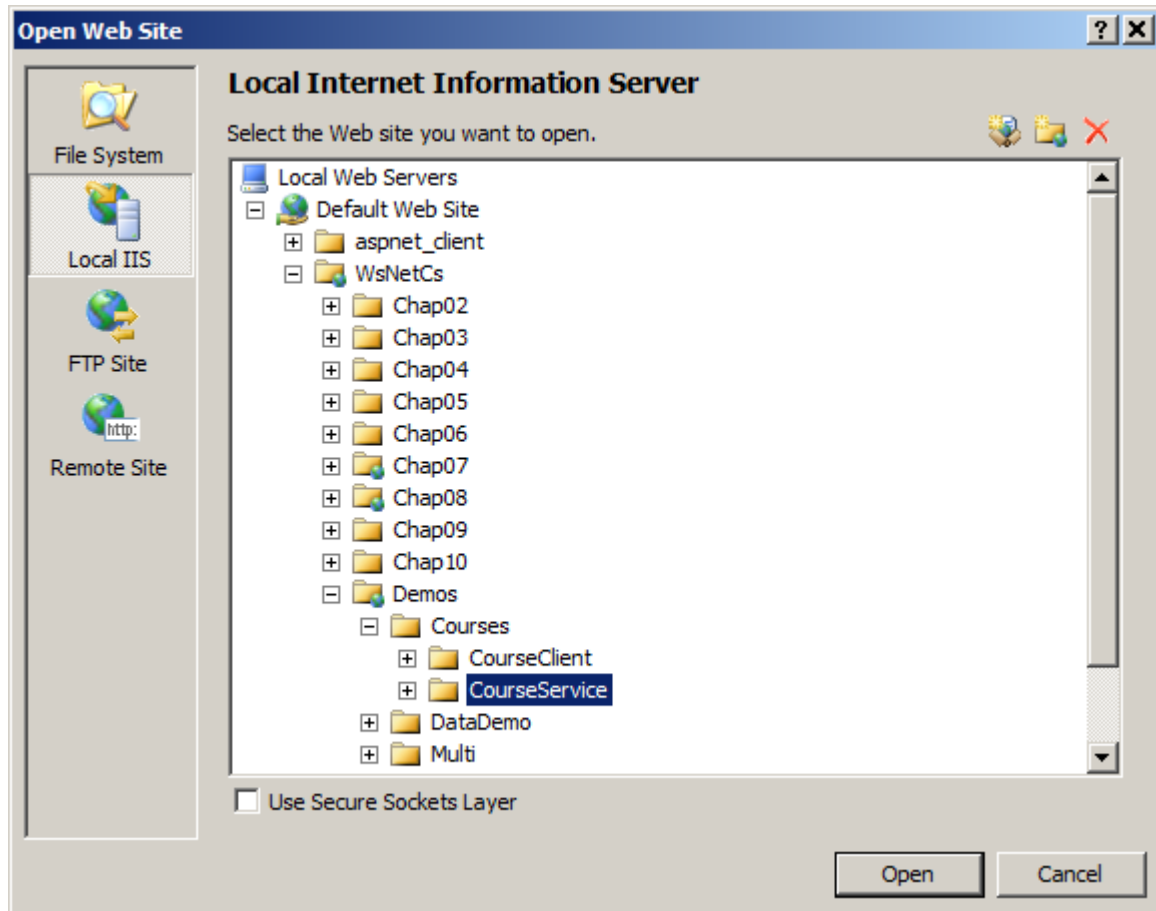 Open Web Site
File System
Local IIS
FTP Site
http:
Remote Site
Local Internet Information Server
Select the Web site you want to open.
Local Web Servers
Default Web Site
aspnet_client
WsNetCs
Chap02
Chap03
Chap04
Chap05
Chap06
Chap07
Chap08
Chap09
Chap10
Demos
Courses
CourseClient
CourseService
DataDemo
Multi
Use Secure Sockets Layer
Open
Cancel